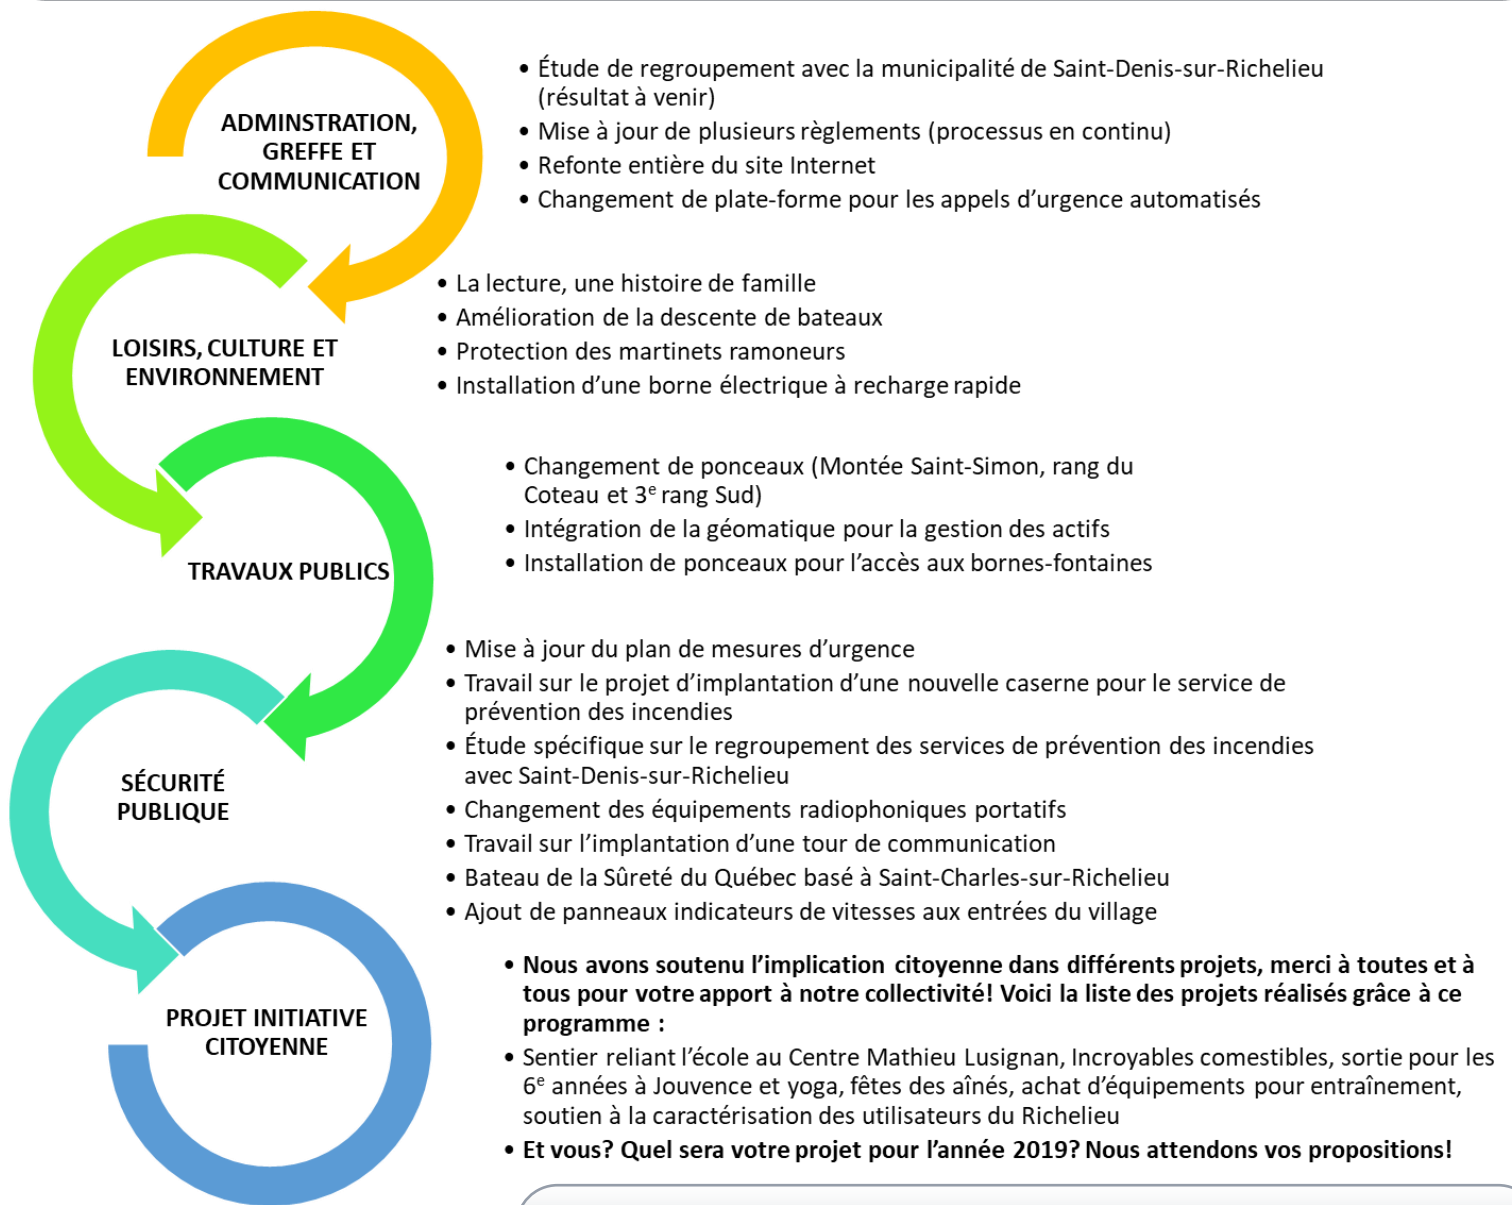 ADMINSTRATION,
GREFFE ET
COMMUNICATION
• Étude de regroupement avec la municipalité de Saint-Denis-sur-Richelieu
(résultat à venir)
• Mise à jour de plusieurs règlements (processus en continu)
• Refonte entière du site Internet
• Changement de plate-forme pour les appels d’urgence automatisés
LOISIRS, CULTURE ET
ENVIRONNEMENT
• La lecture, une histoire de famille
• Amélioration de la descente de bateaux
• Protection des martinets ramoneurs
• Installation d’une borne électrique à recharge rapide
TRAVAUX PUBLICS
• Changement de ponceaux (Montée Saint-Simon, rang du
Coteau et 3e rang Sud)
• Intégration de la géomatique pour la gestion des actifs
• Installation de ponceaux pour l’accès aux bornes-fontaines
SÉCURITÉ
PUBLIQUE
• Mise à jour du plan de mesures d’urgence
• Travail sur le projet d’implantation d’une nouvelle caserne pour le service de
prévention des incendies
• Étude spécifique sur le regroupement des services de prévention des incendies
avec Saint-Denis-sur-Richelieu
• Changement des équipements radiophoniques portatifs
• Travail sur l’implantation d’une tour de communication
• Bateau de la Sûreté du Québec basé à Saint-Charles-sur-Richelieu
• Ajout de panneaux indicateurs de vitesses aux entrées du village
PROJET INITIATIVE
CITOYENNE
• Nous avons soutenu l’implication citoyenne dans différents projets, merci à toutes et à
tous pour votre apport à notre collectivité! Voici la liste des projets réalisés grâce à ce
programme :
• Sentier reliant l’école au Centre Mathieu Lusignan, Incroyables comestibles, sortie pour les
6e années à Jouvence et yoga, fêtes des aînés, achat d’équipements pour entraînement,
soutien à la caractérisation des utilisateurs du Richelieu
• Et vous? Quel sera votre projet pour l’année 2019? Nous attendons vos propositions!